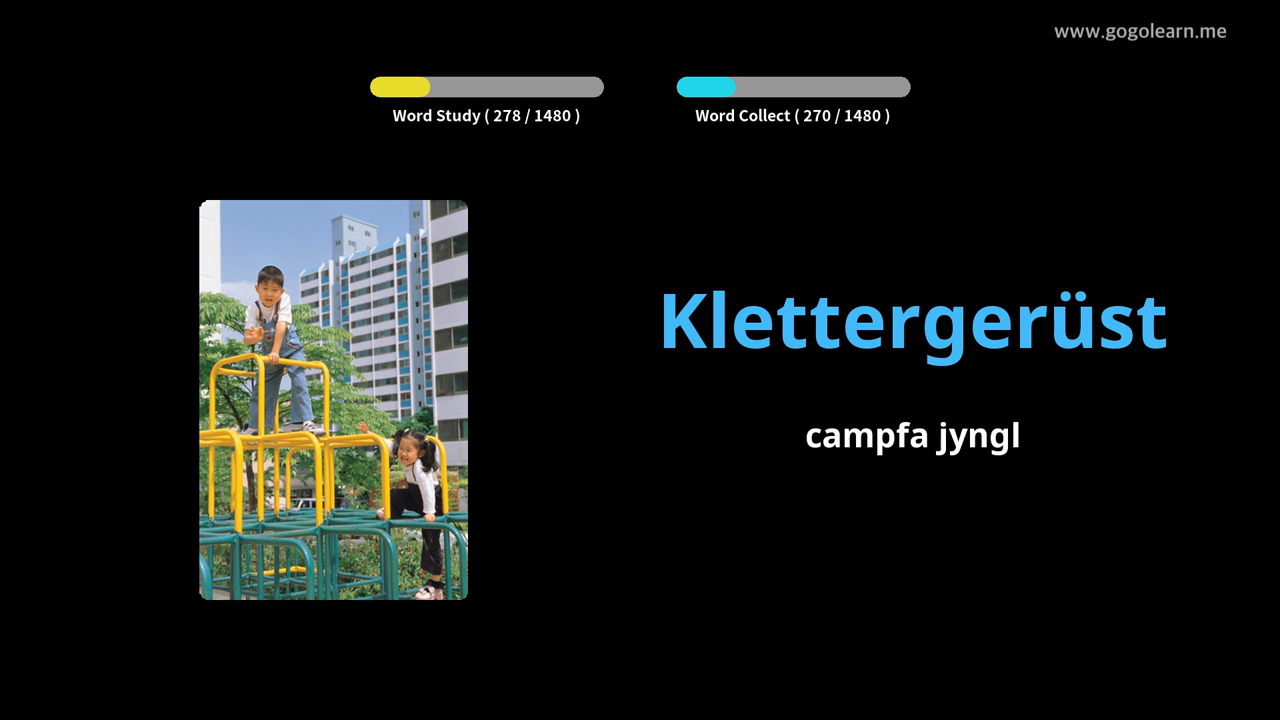 www.gogolearn.me
Word Study ( 278 / 1480 )
Word Collect ( 270 / 1480 )
Klettergerüst
campfa jyngl